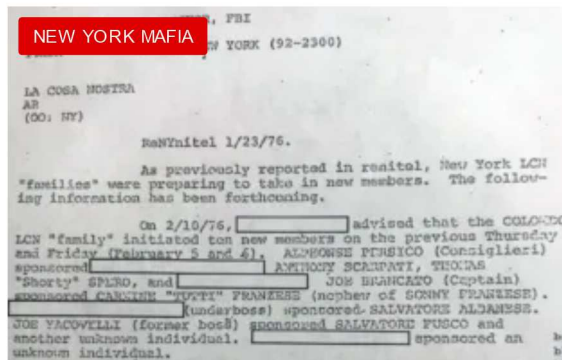 NEW YORK MAFIA
, FBI
YORK (92-2300)
LA COSA NOSTRA
AR
(OO: NY)
ReNYnitel 1/23/76.
As previously reported in renitel, New York LCN
"families" were preparing to take in new members. The follow-
ing information has been forthcoming.
On 2/10/76, advised that the COLOMBO
LCN "family" initiated ten new members on the previous Thursday
and Friday (February 5 and 6). ALPHONSE PERSICO (Consiglieri)
sponsored ANTHONY SCARPATI, THOMAS
"Shorty" SPERO, and JOE BRANCATO (Captain)
sponsored CARMINE "TUTTI" FRANZESE (nephew of SONNY FRANZESE).
(underboss) sponsored SALVATORE ALBANESE.
JOE YACOVELLI (former boss) sponsored SALVATORE FUSCO and
another unknown individual. sponsored an
unknown individual.